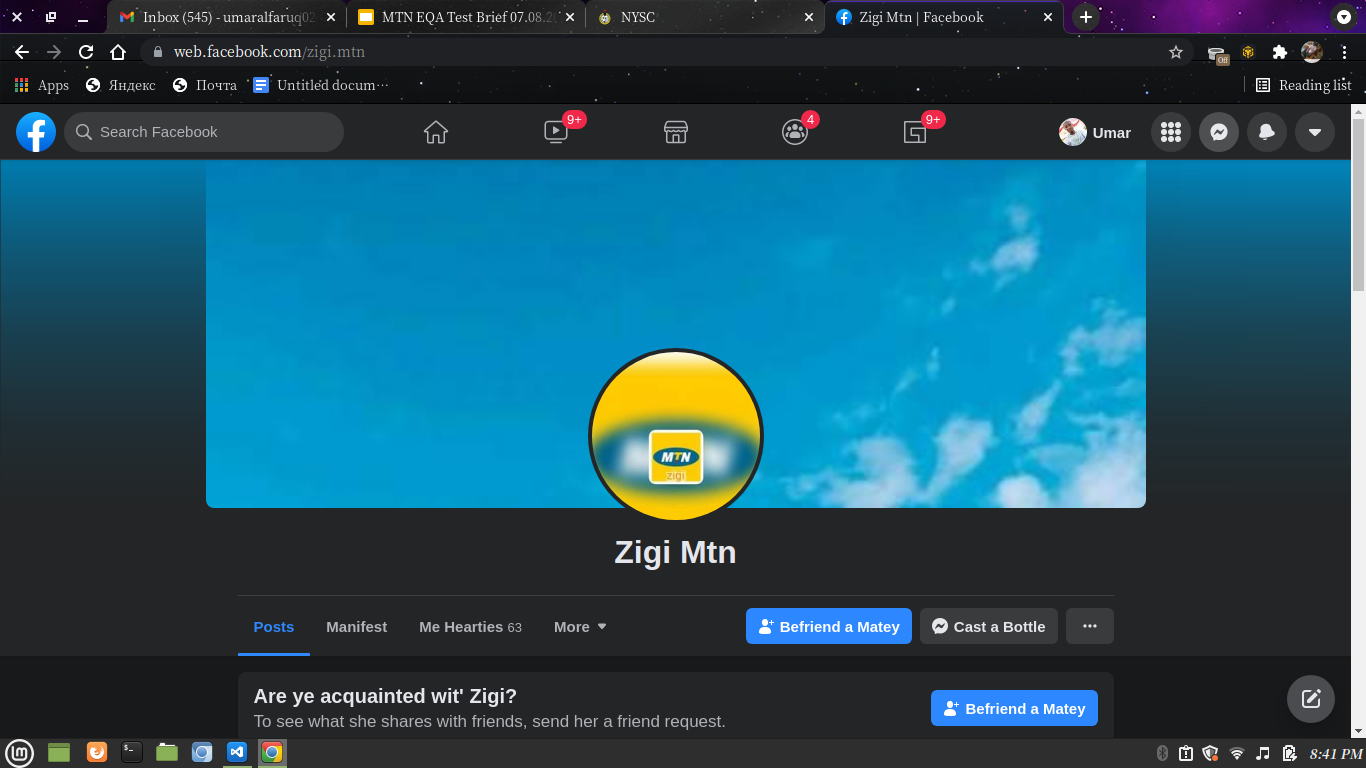 Inbox (545) - umaralfaruq02
MTN EQA Test Brief 07.08.20
NYSC
Zigi Mtn | Facebook
web.facebook.com/zigi.mtn
Off
Apps
Яндекс
Почта
Untitled docum…
Reading list
Search Facebook
9+
4
9+
Umar
MTN
zigi
Zigi Mtn
Posts
Manifest
Me Hearties 63
More
Befriend a Matey
Cast a Bottle
Are ye acquainted wit' Zigi?
To see what she shares with friends, send her a friend request.
Befriend a Matey
8:41 PM